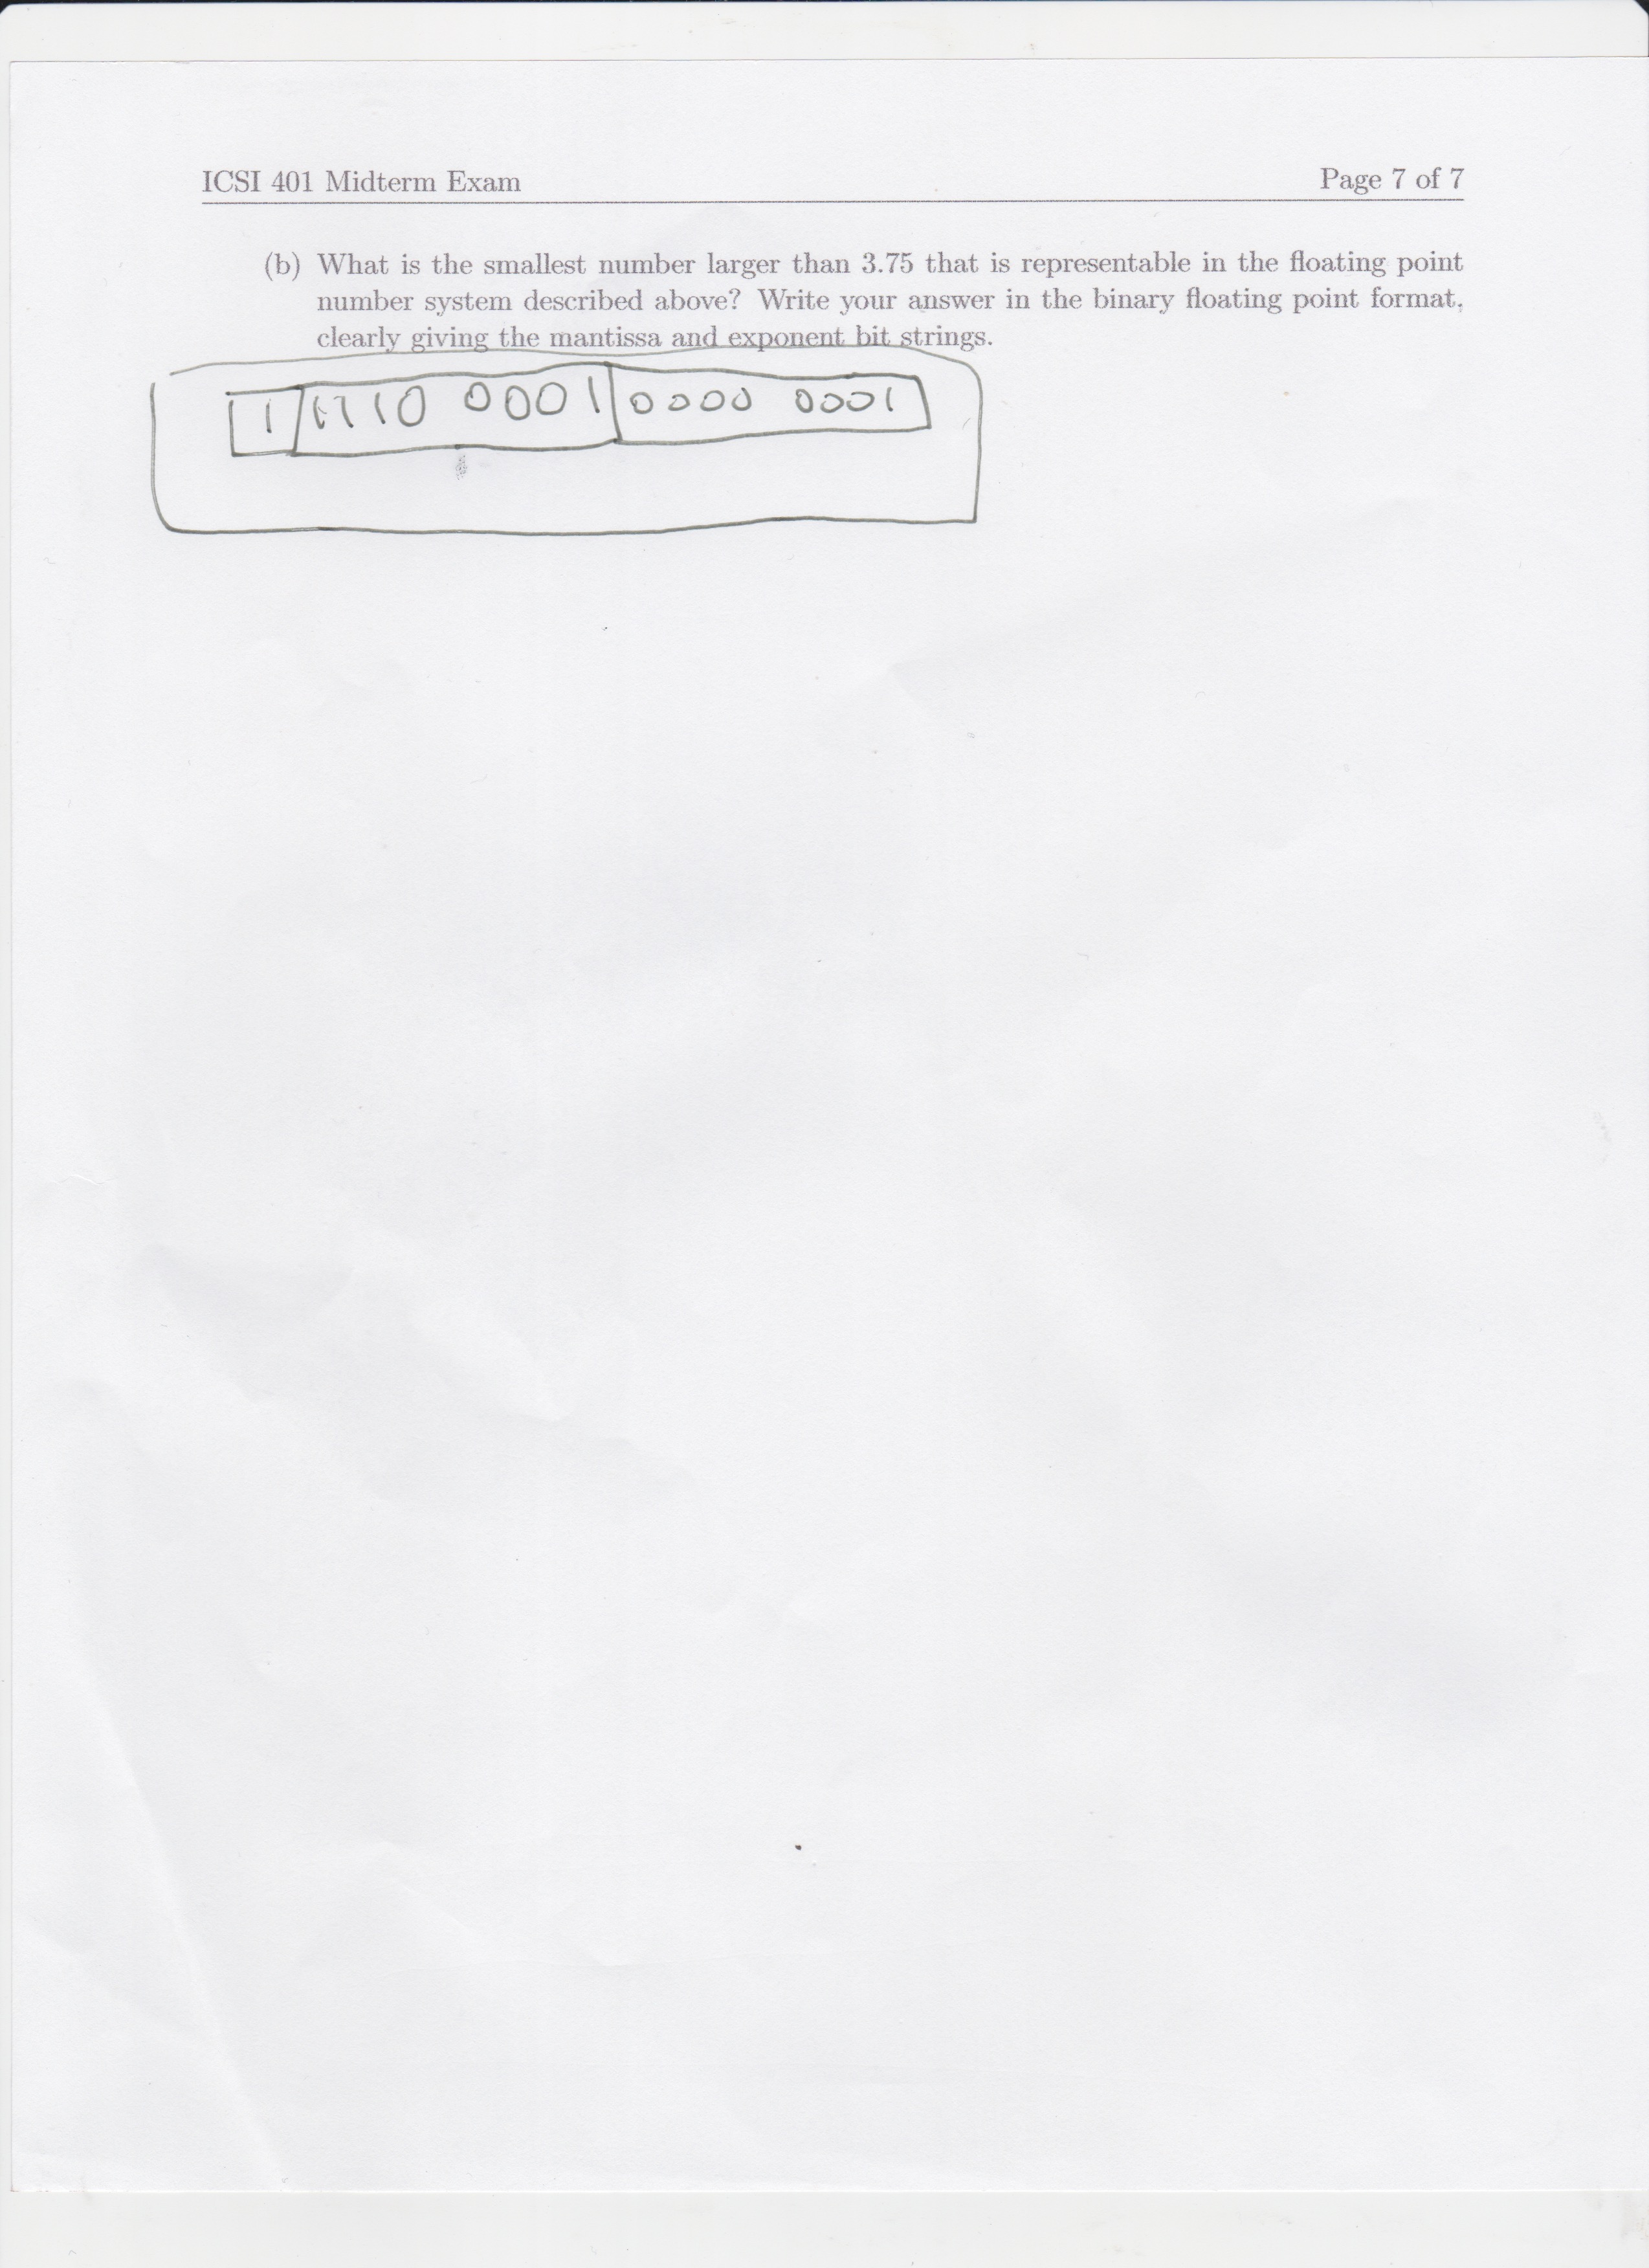 ICSI 401 Midterm Exam Page 7 of 7
(b) What is the smallest number larger than 3.75 that is representable in the floating point
number system described above? Write your answer in the binary floating point format,
clearly giving the mantissa and exponent bit strings.
1 1110 0001 0000 0001